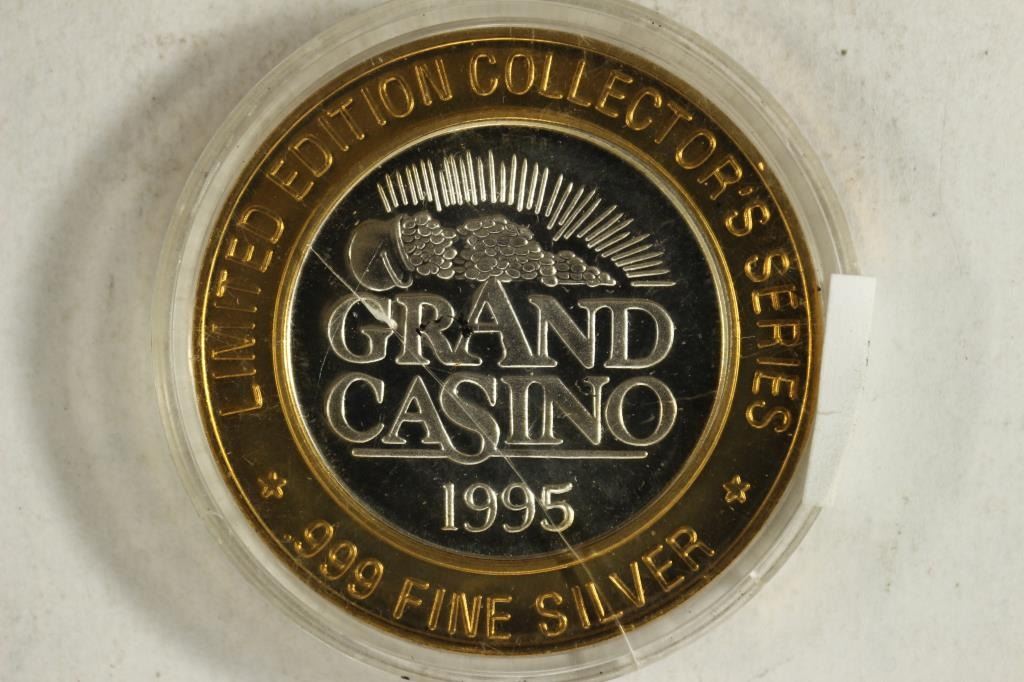 LIMITED EDITION COLLECTOR'S SERIES
GRAND
CASINO
1995
.999 FINE SILVER